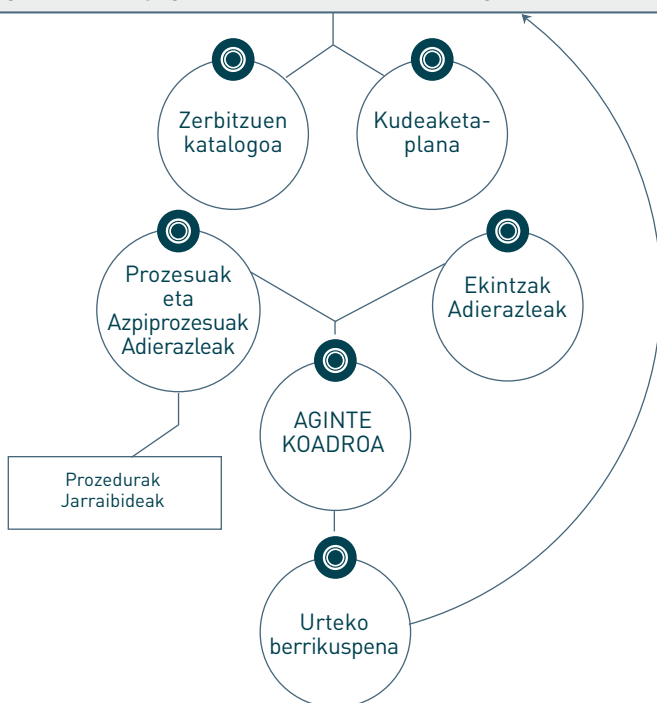 Zerbitzuen
katalogoa
Kudeaketa-
plana
Prozesuak
eta
Azpiprozesuak
Adierazleak
Ekintzak
Adierazleak
AGINTE
KOADROA
Prozedurak
Jarraibideak
Urteko
berrikuspena